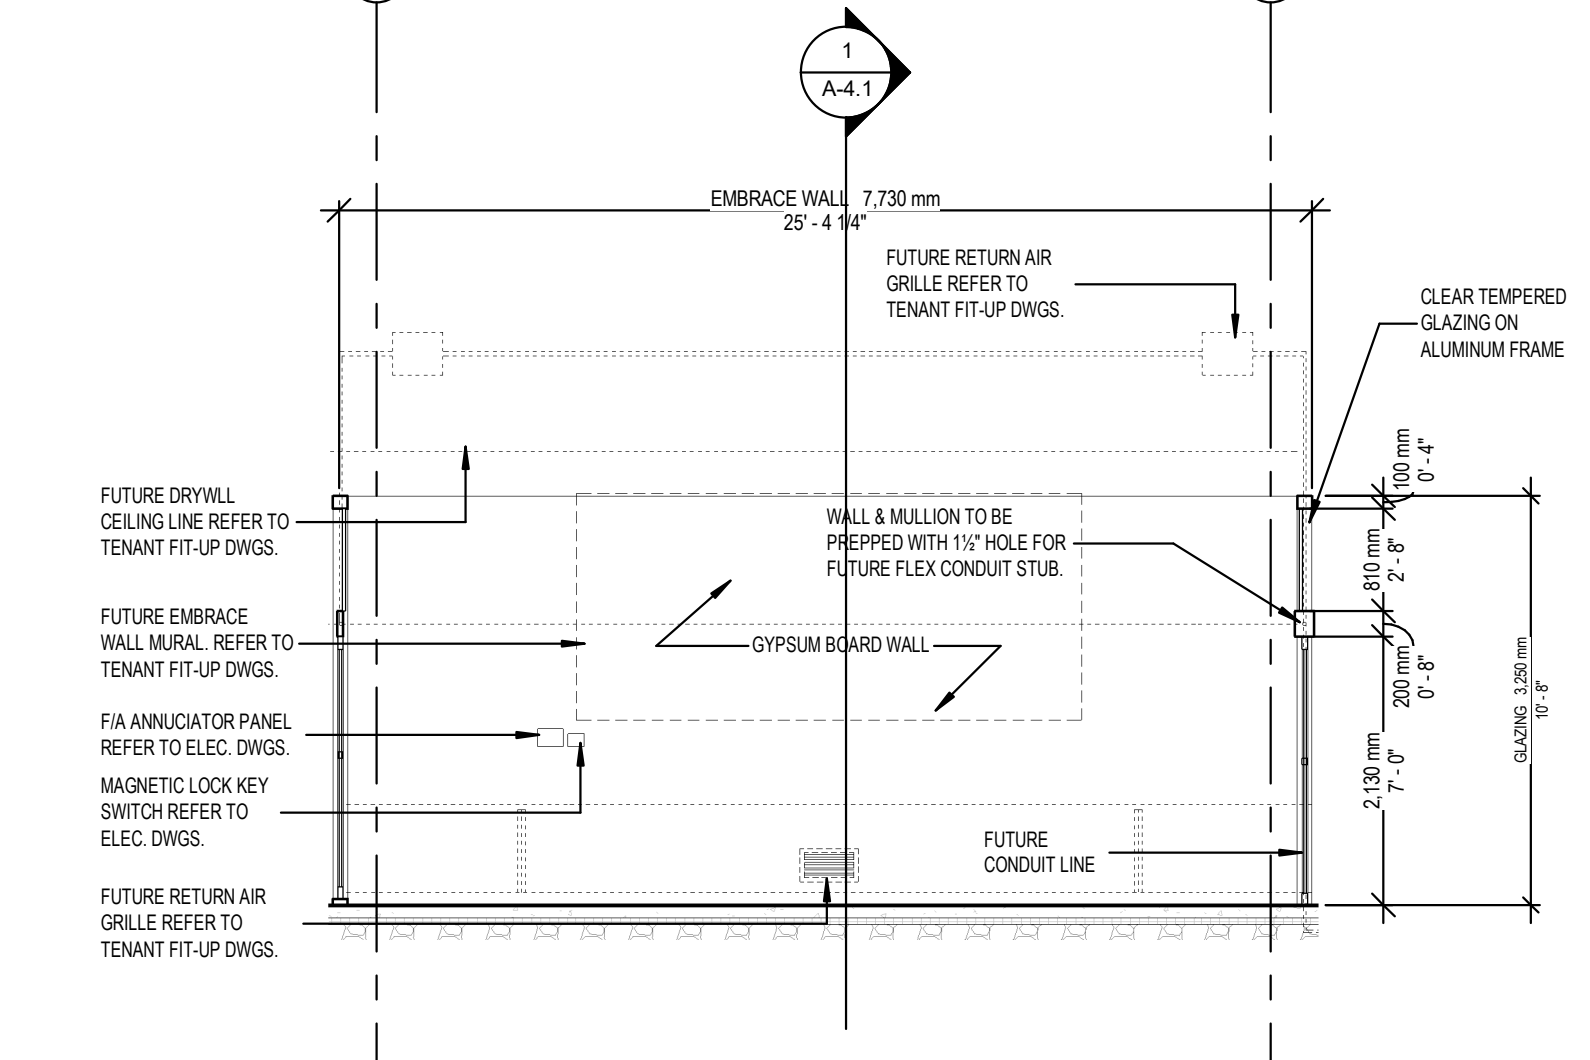 1
A-4.1
EMBRACE WALL 7,730 mm
25' - 4 1/4"
FUTURE RETURN AIR
GRILLE REFER TO
TENANT FIT-UP DWGS.
CLEAR TEMPERED
GLAZING ON
ALUMINUM FRAME
FUTURE DRYWLL
CEILING LINE REFER TO
TENANT FIT-UP DWGS.
WALL & MULLION TO BE
PREPPED WITH 1½" HOLE FOR
FUTURE FLEX CONDUIT STUB.
FUTURE EMBRACE
WALL MURAL. REFER TO
TENANT FIT-UP DWGS.
GYPSUM BOARD WALL
F/A ANNUCIATOR PANEL
REFER TO ELEC. DWGS.
MAGNETIC LOCK KEY
SWITCH REFER TO
ELEC. DWGS.
FUTURE
CONDUIT LINE
FUTURE RETURN AIR
GRILLE REFER TO
TENANT FIT-UP DWGS.
100 mm
0' - 4"
810 mm
2' - 8"
200 mm
0' - 8"
2,130 mm
7' - 0"
GLAZING 3,250 mm
10' - 8"